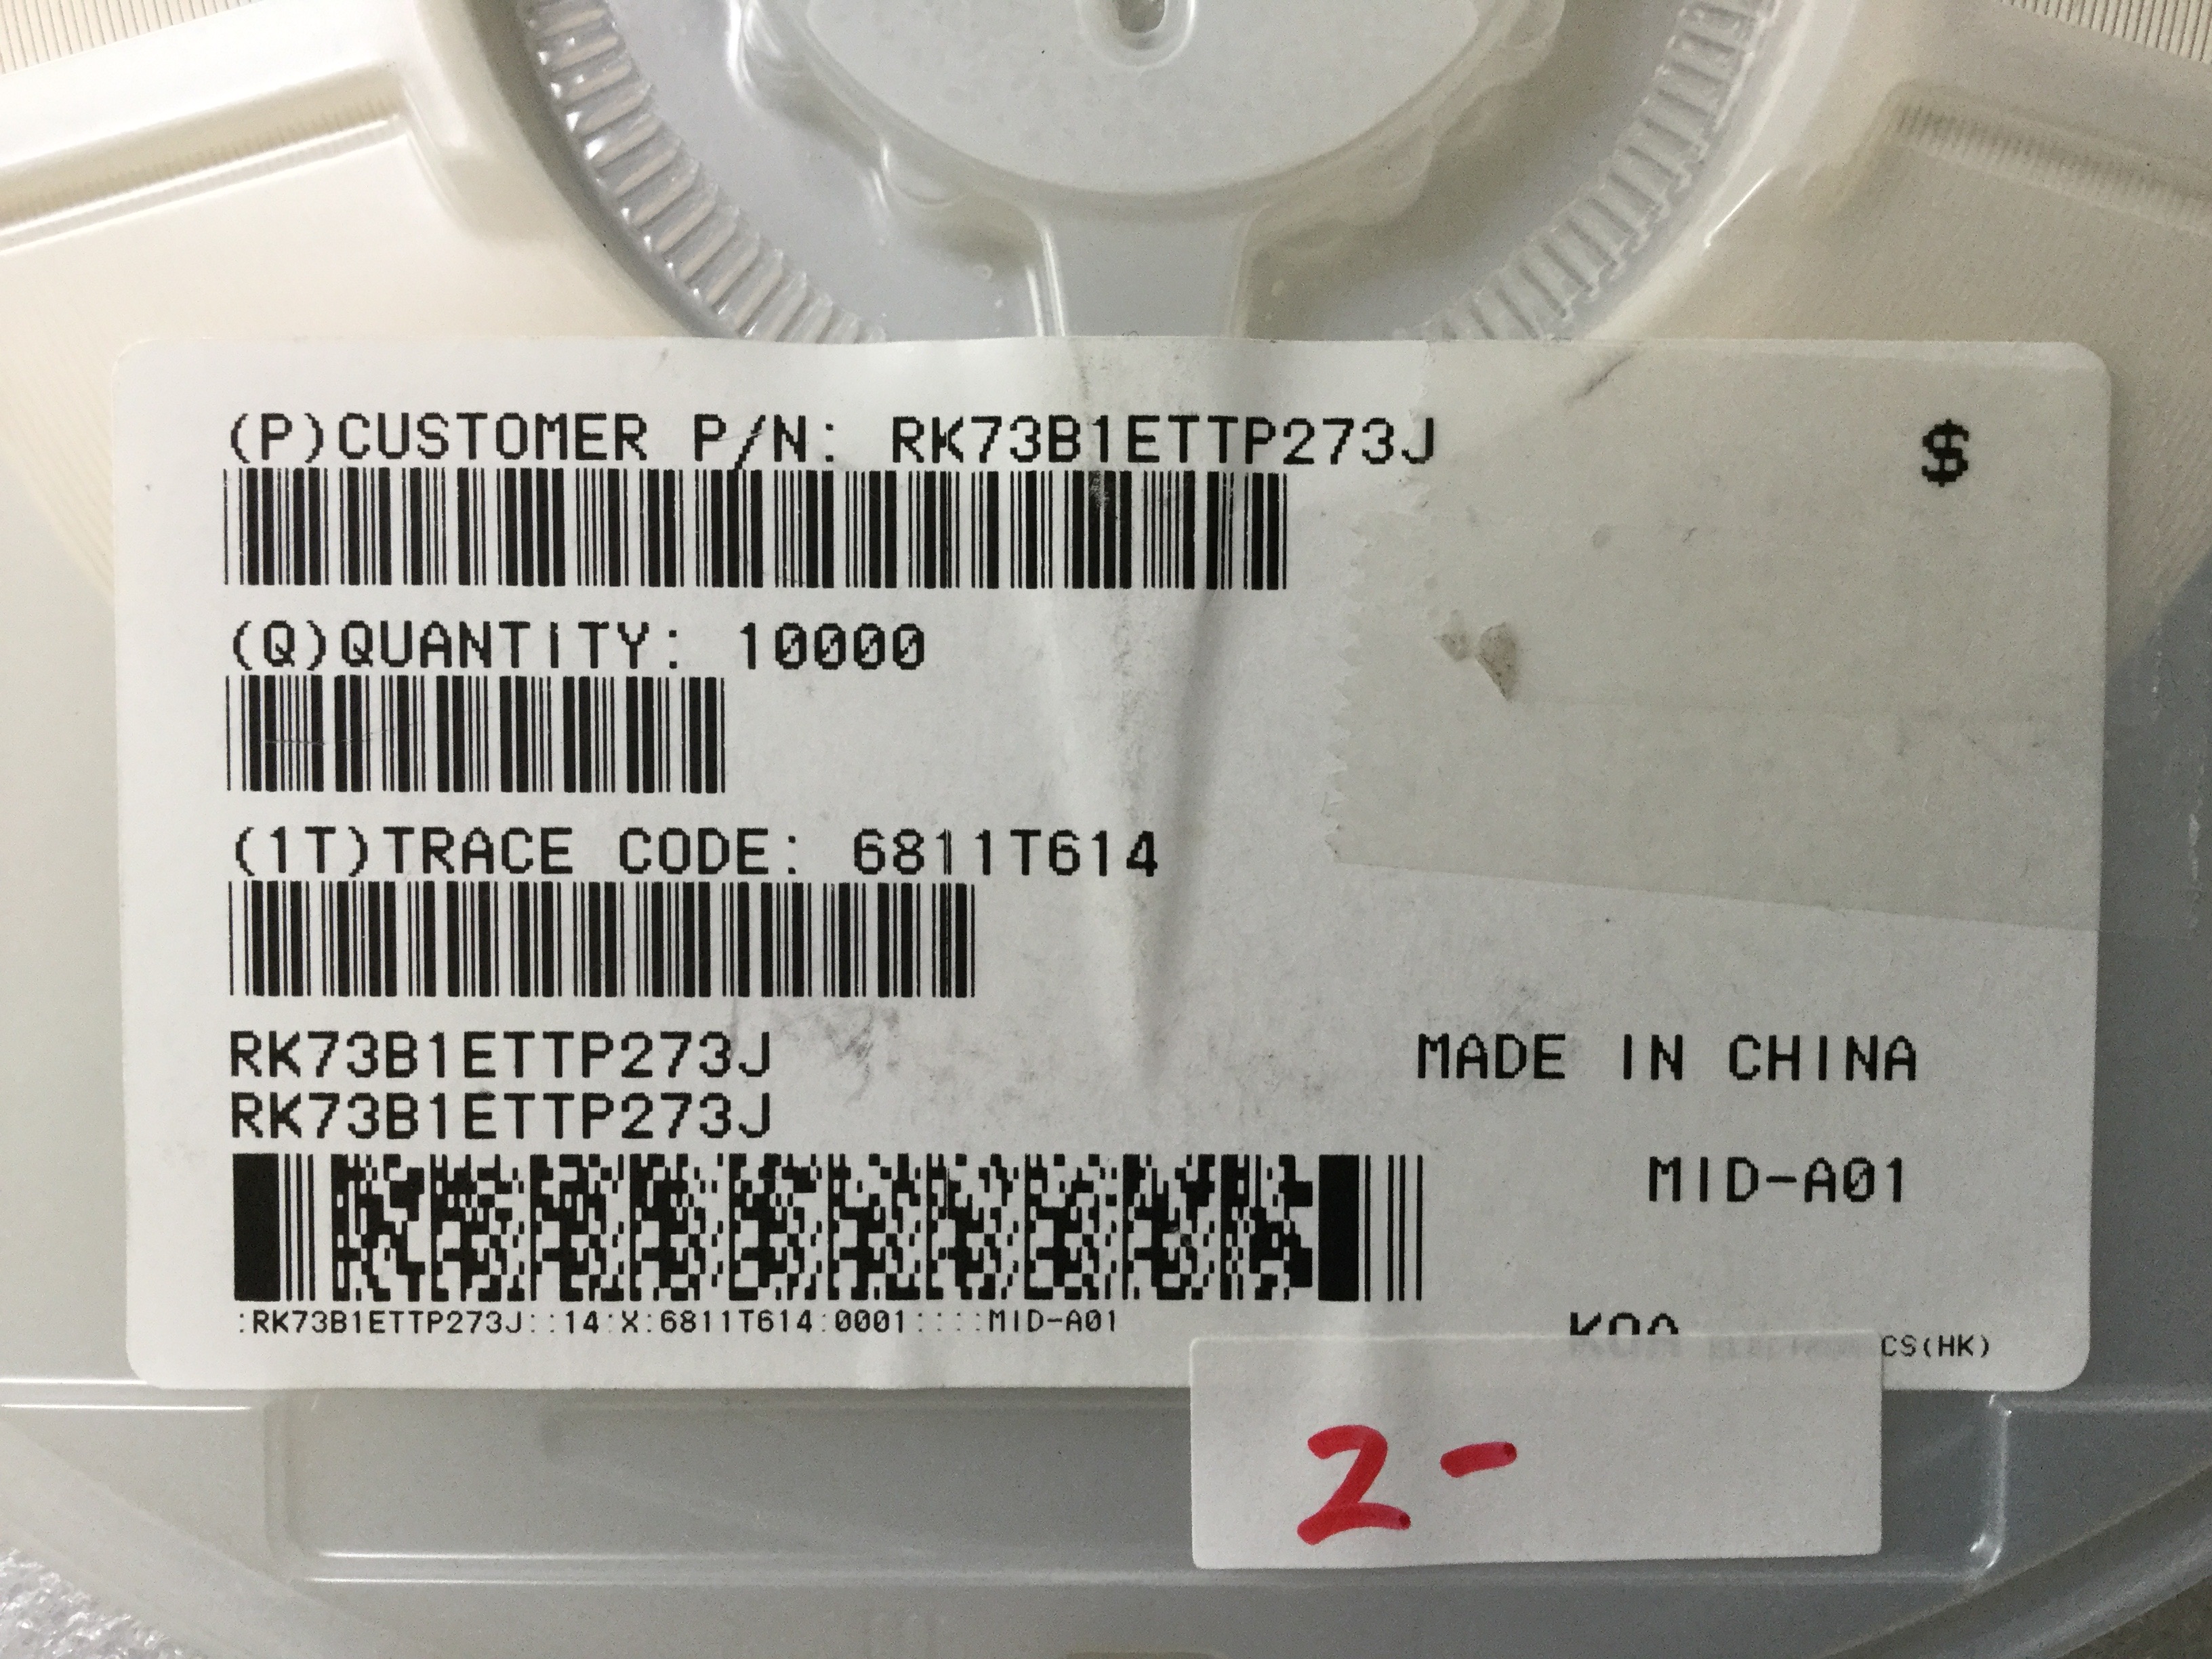 (P)CUSTOMER P/N: RK73B1ETTP273J
$
(Q)QUANTITY: 10000
(1T)TRACE CODE: 6811T614
RK73B1ETTP273J
MADE IN CHINA
RK73B1ETTP273J
MID-A01
:RK73B1ETTP273J::14:X:6811T614:0001::::MID-A01
KOA
CS(HK)
2-